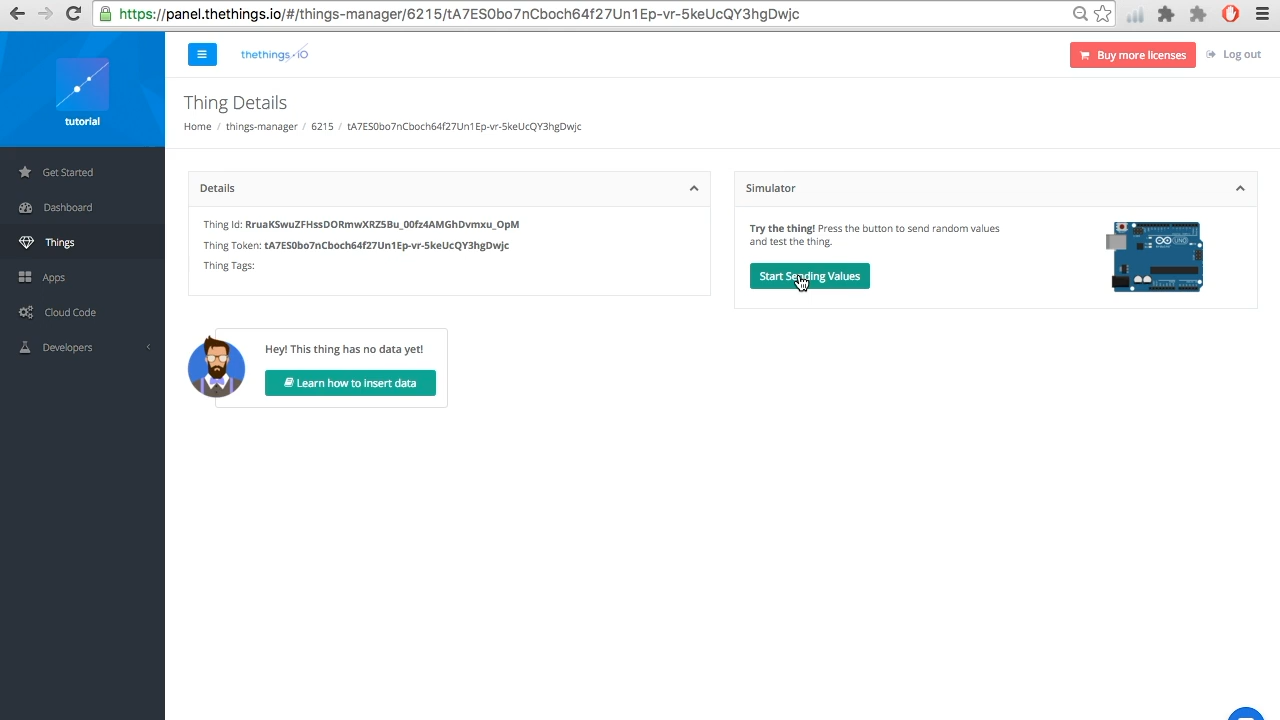 https://panel.thethings.io/#/things-manager/6215/tA7ES0bo7nCboch64f27Un1Ep-vr-5keUcQY3hgDwjc
tutorial
Get Started
Dashboard
Things
Apps
Cloud Code
Developers
thethings.iO
Buy more licenses
Log out
Thing Details
Home / things-manager / 6215 / tA7ES0bo7nCboch64f27Un1Ep-vr-5keUcQY3hgDwjc
Details
Thing Id: RruaKSwuZFHssDORmwXRZ5Bu_00fz4AMGhDvmxu_OpM
Thing Token: tA7ES0bo7nCboch64f27Un1Ep-vr-5keUcQY3hgDwjc
Thing Tags:
Simulator
Try the thing! Press the button to send random values
and test the thing.
Start Sending Values
UNO
Hey! This thing has no data yet!
Learn how to insert data